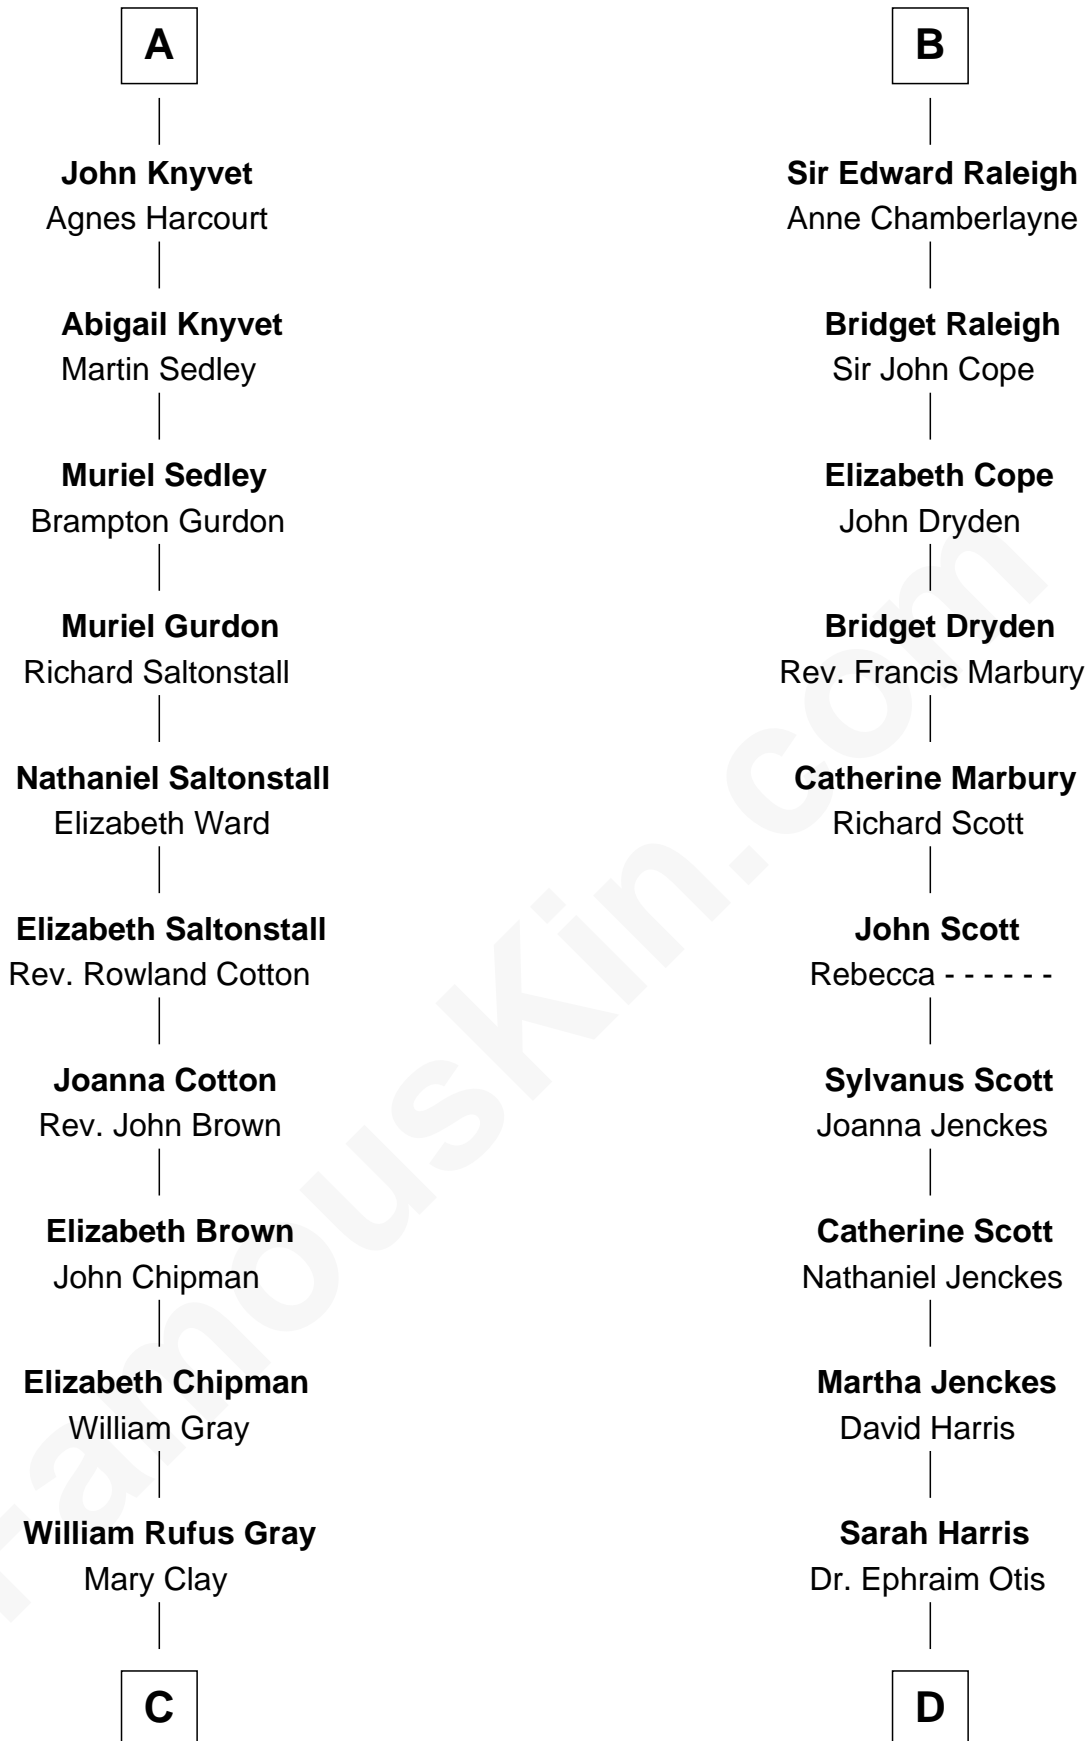 A
John Knyvet
Agnes Harcourt
Abigail Knyvet
Martin Sedley
Muriel Sedley
Brampton Gurdon
Muriel Gurdon
Richard Saltonstall
Nathaniel Saltonstall
Elizabeth Ward
Elizabeth Saltonstall
Rev. Rowland Cotton
Joanna Cotton
Rev. John Brown
Elizabeth Brown
John Chipman
Elizabeth Chipman
William Gray
William Rufus Gray
Mary Clay
C
B
Sir Edward Raleigh
Anne Chamberlayne
Bridget Raleigh
Sir John Cope
Elizabeth Cope
John Dryden
Bridget Dryden
Rev. Francis Marbury
Catherine Marbury
Richard Scott
John Scott
Rebecca - - - - - -
Sylvanus Scott
Joanna Jenckes
Catherine Scott
Nathaniel Jenckes
Martha Jenckes
David Harris
Sarah Harris
Dr. Ephraim Otis
D
FamousKin.com